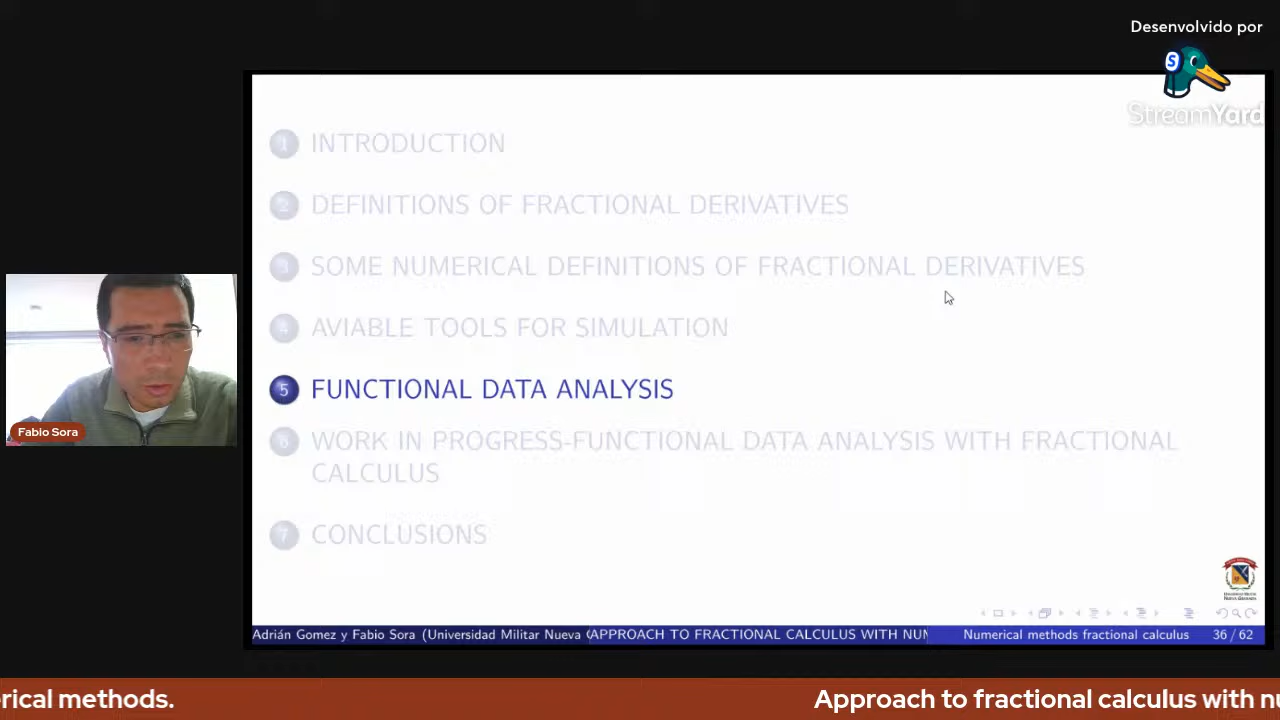 Desenvolvido por
StreamYard
1 INTRODUCTION
2 DEFINITIONS OF FRACTIONAL DERIVATIVES
3 SOME NUMERICAL DEFINITIONS OF FRACTIONAL DERIVATIVES
4 AVIABLE TOOLS FOR SIMULATION
5 FUNCTIONAL DATA ANALYSIS
6 WORK IN PROGRESS-FUNCTIONAL DATA ANALYSIS WITH FRACTIONAL
CALCULUS
7 CONCLUSIONS
Fabio Sora
Adrián Gomez y Fabio Sora (Universidad Militar Nueva APPROACH TO FRACTIONAL CALCULUS WITH NUM Numerical methods fractional calculus 36 / 62
erical methods. Approach to fractional calculus with nu